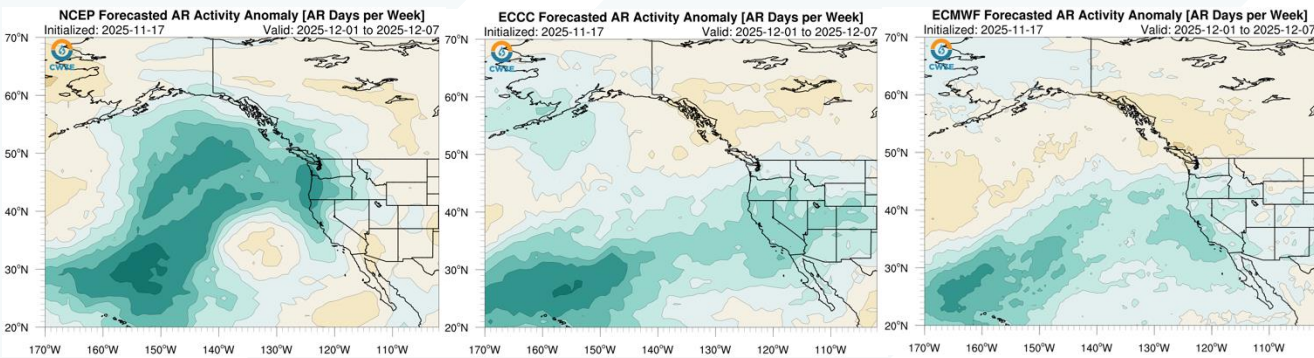 NCEP Forecasted AR Activity Anomaly [AR Days per Week]
Initialized: 2025-11-17 Valid: 2025-12-01 to 2025-12-07
70°N
60°N
50°N
40°N
30°N
20°N
170°W 160°W 150°W 140°W 130°W 120°W 110°W
CW3E
ECCC Forecasted AR Activity Anomaly [AR Days per Week]
Initialized: 2025-11-17 Valid: 2025-12-01 to 2025-12-07
70°N
60°N
50°N
40°N
30°N
20°N
170°W 160°W 150°W 140°W 130°W 120°W 110°W
CW3E
ECMWF Forecasted AR Activity Anomaly [AR Days per Week]
Initialized: 2025-11-17 Valid: 2025-12-01 to 2025-12-07
70°N
60°N
50°N
40°N
30°N
20°N
170°W 160°W 150°W 140°W 130°W 120°W 110°W
CW3E